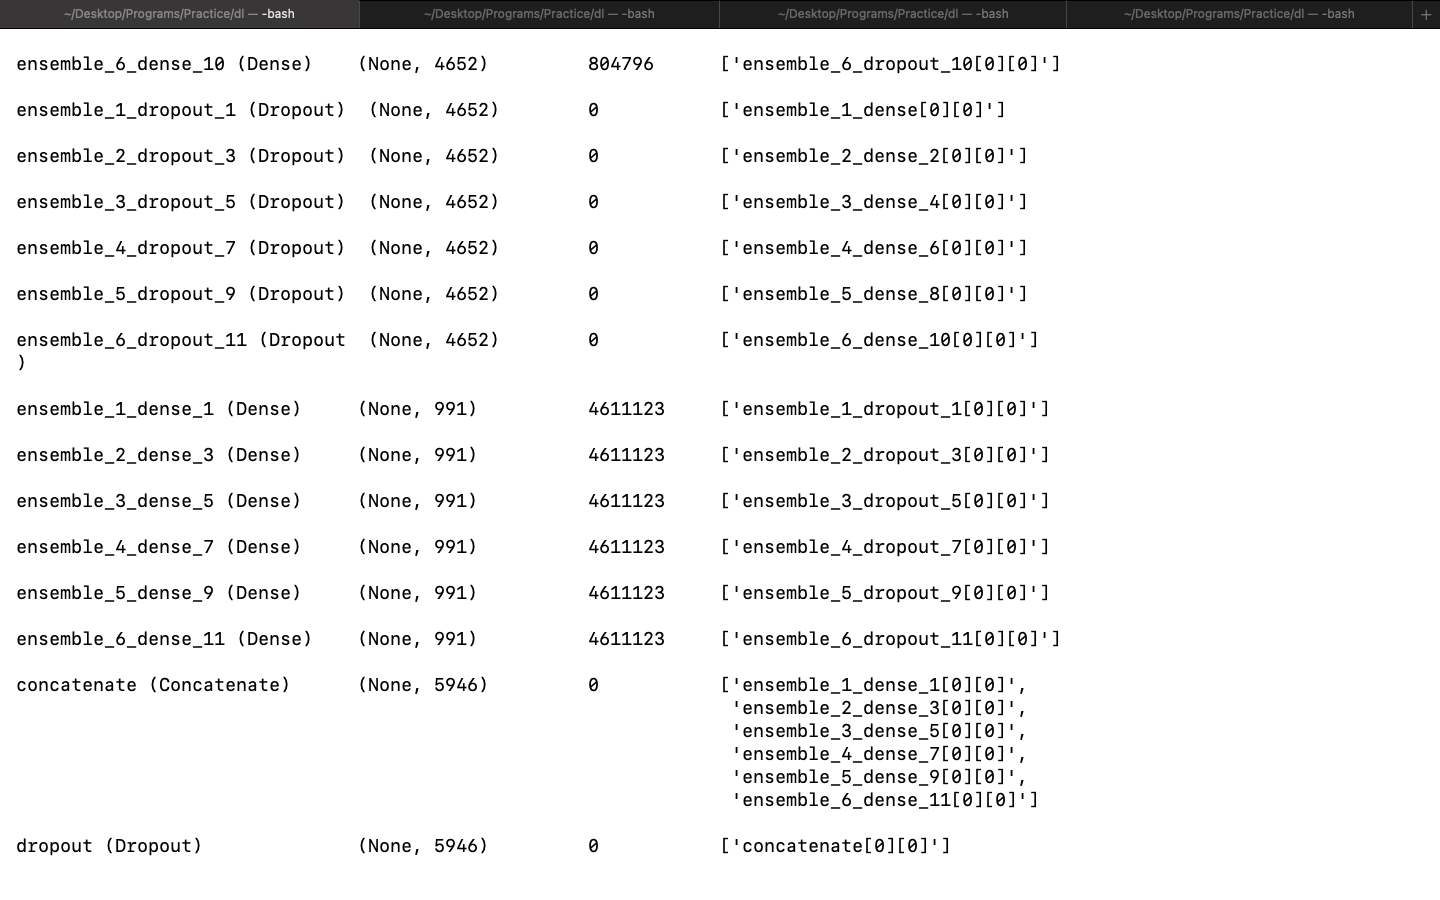 ~/Desktop/Programs/Practice/dl — -bash ~/Desktop/Programs/Practice/dl — -bash ~/Desktop/Programs/Practice/dl — -bash ~/Desktop/Programs/Practice/dl — -bash +
ensemble_6_dense_10 (Dense) (None, 4652) 804796 ['ensemble_6_dropout_10[0][0]']
ensemble_1_dropout_1 (Dropout) (None, 4652) 0 ['ensemble_1_dense[0][0]']
ensemble_2_dropout_3 (Dropout) (None, 4652) 0 ['ensemble_2_dense_2[0][0]']
ensemble_3_dropout_5 (Dropout) (None, 4652) 0 ['ensemble_3_dense_4[0][0]']
ensemble_4_dropout_7 (Dropout) (None, 4652) 0 ['ensemble_4_dense_6[0][0]']
ensemble_5_dropout_9 (Dropout) (None, 4652) 0 ['ensemble_5_dense_8[0][0]']
ensemble_6_dropout_11 (Dropout (None, 4652) 0 ['ensemble_6_dense_10[0][0]']
)
ensemble_1_dense_1 (Dense) (None, 991) 4611123 ['ensemble_1_dropout_1[0][0]']
ensemble_2_dense_3 (Dense) (None, 991) 4611123 ['ensemble_2_dropout_3[0][0]']
ensemble_3_dense_5 (Dense) (None, 991) 4611123 ['ensemble_3_dropout_5[0][0]']
ensemble_4_dense_7 (Dense) (None, 991) 4611123 ['ensemble_4_dropout_7[0][0]']
ensemble_5_dense_9 (Dense) (None, 991) 4611123 ['ensemble_5_dropout_9[0][0]']
ensemble_6_dense_11 (Dense) (None, 991) 4611123 ['ensemble_6_dropout_11[0][0]']
concatenate (Concatenate) (None, 5946) 0 ['ensemble_1_dense_1[0][0]',
'ensemble_2_dense_3[0][0]',
'ensemble_3_dense_5[0][0]',
'ensemble_4_dense_7[0][0]',
'ensemble_5_dense_9[0][0]',
'ensemble_6_dense_11[0][0]']
dropout (Dropout) (None, 5946) 0 ['concatenate[0][0]']